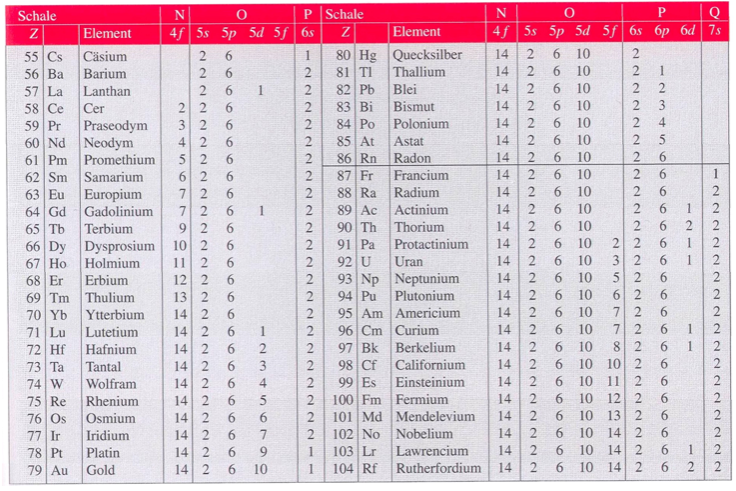 Schale N O P
Z Element 4f 5s 5p 5d 5f 6s
55 Cs Cäsium 2 6 1
56 Ba Barium 2 6 2
57 La Lanthan 2 6 1 2
58 Ce Cer 2 2 6 2
59 Pr Praseodym 3 2 6 2
60 Nd Neodym 4 2 6 2
61 Pm Promethium 5 2 6 2
62 Sm Samarium 6 2 6 2
63 Eu Europium 7 2 6 2
64 Gd Gadolinium 7 2 6 1 2
65 Tb Terbium 9 2 6 2
66 Dy Dysprosium 10 2 6 2
67 Ho Holmium 11 2 6 2
68 Er Erbium 12 2 6 2
69 Tm Thulium 13 2 6 2
70 Yb Ytterbium 14 2 6 2
71 Lu Lutetium 14 2 6 1 2
72 Hf Hafnium 14 2 6 2 2
73 Ta Tantal 14 2 6 3 2
74 W Wolfram 14 2 6 4 2
75 Re Rhenium 14 2 6 5 2
76 Os Osmium 14 2 6 6 2
77 Ir Iridium 14 2 6 7 2
78 Pt Platin 14 2 6 9 1
79 Au Gold 14 2 6 10 1
Schale N O P Q
Z Element 4f 5s 5p 5d 5f 6s 6p 6d 7s
80 Hg Quecksilber 14 2 6 10 2
81 Tl Thallium 14 2 6 10 2 1
82 Pb Blei 14 2 6 10 2 2
83 Bi Bismut 14 2 6 10 2 3
84 Po Polonium 14 2 6 10 2 4
85 At Astat 14 2 6 10 2 5
86 Rn Radon 14 2 6 10 2 6
87 Fr Francium 14 2 6 10 2 6 1
88 Ra Radium 14 2 6 10 2 6 2
89 Ac Actinium 14 2 6 10 2 6 1 2
90 Th Thorium 14 2 6 10 2 6 2 2
91 Pa Protactinium 14 2 6 10 2 2 6 1 2
92 U Uran 14 2 6 10 3 2 6 1 2
93 Np Neptunium 14 2 6 10 5 2 6 2
94 Pu Plutonium 14 2 6 10 6 2 6 2
95 Am Americium 14 2 6 10 7 2 6 2
96 Cm Curium 14 2 6 10 7 2 6 1 2
97 Bk Berkelium 14 2 6 10 8 2 6 1 2
98 Cf Californium 14 2 6 10 10 2 6 2
99 Es Einsteinium 14 2 6 10 11 2 6 2
100 Fm Fermium 14 2 6 10 12 2 6 2
101 Md Mendelevium 14 2 6 10 13 2 6 2
102 No Nobelium 14 2 6 10 14 2 6 2
103 Lr Lawrencium 14 2 6 10 14 2 6 1 2
104 Rf Rutherfordium 14 2 6 10 14 2 6 2 2